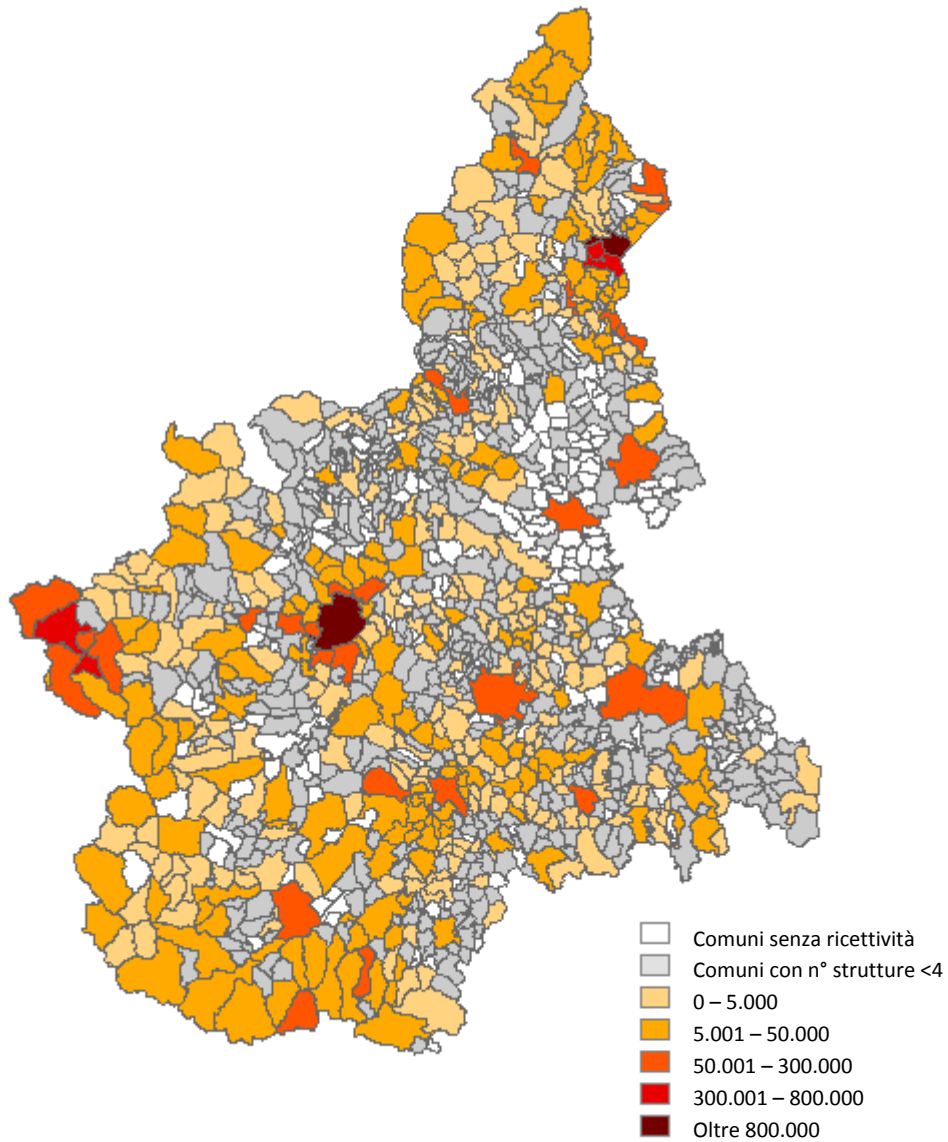 Comuni senza ricettività
Comuni con n° strutture <4
0 – 5.000
5.001 – 50.000
50.001 – 300.000
300.001 – 800.000
Oltre 800.000